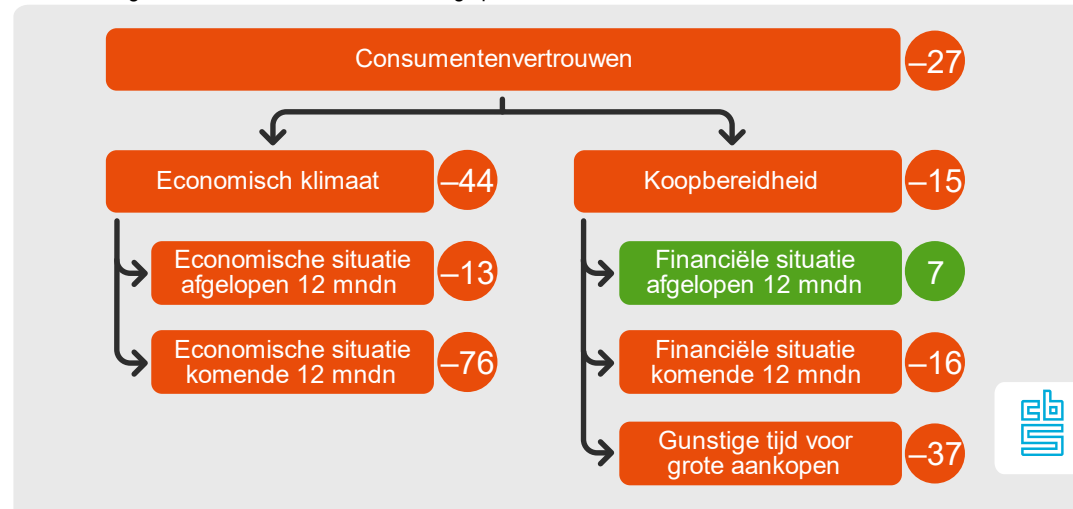 Consumentenvertrouwen –27
Economisch klimaat –44
Koopbereidheid –15
Economische situatie
afgelopen 12 mndn –13
Financiële situatie
afgelopen 12 mndn 7
Economische situatie
komende 12 mndn –76
Financiële situatie
komende 12 mndn –16
Gunstige tijd voor
grote aankopen –37
cbs